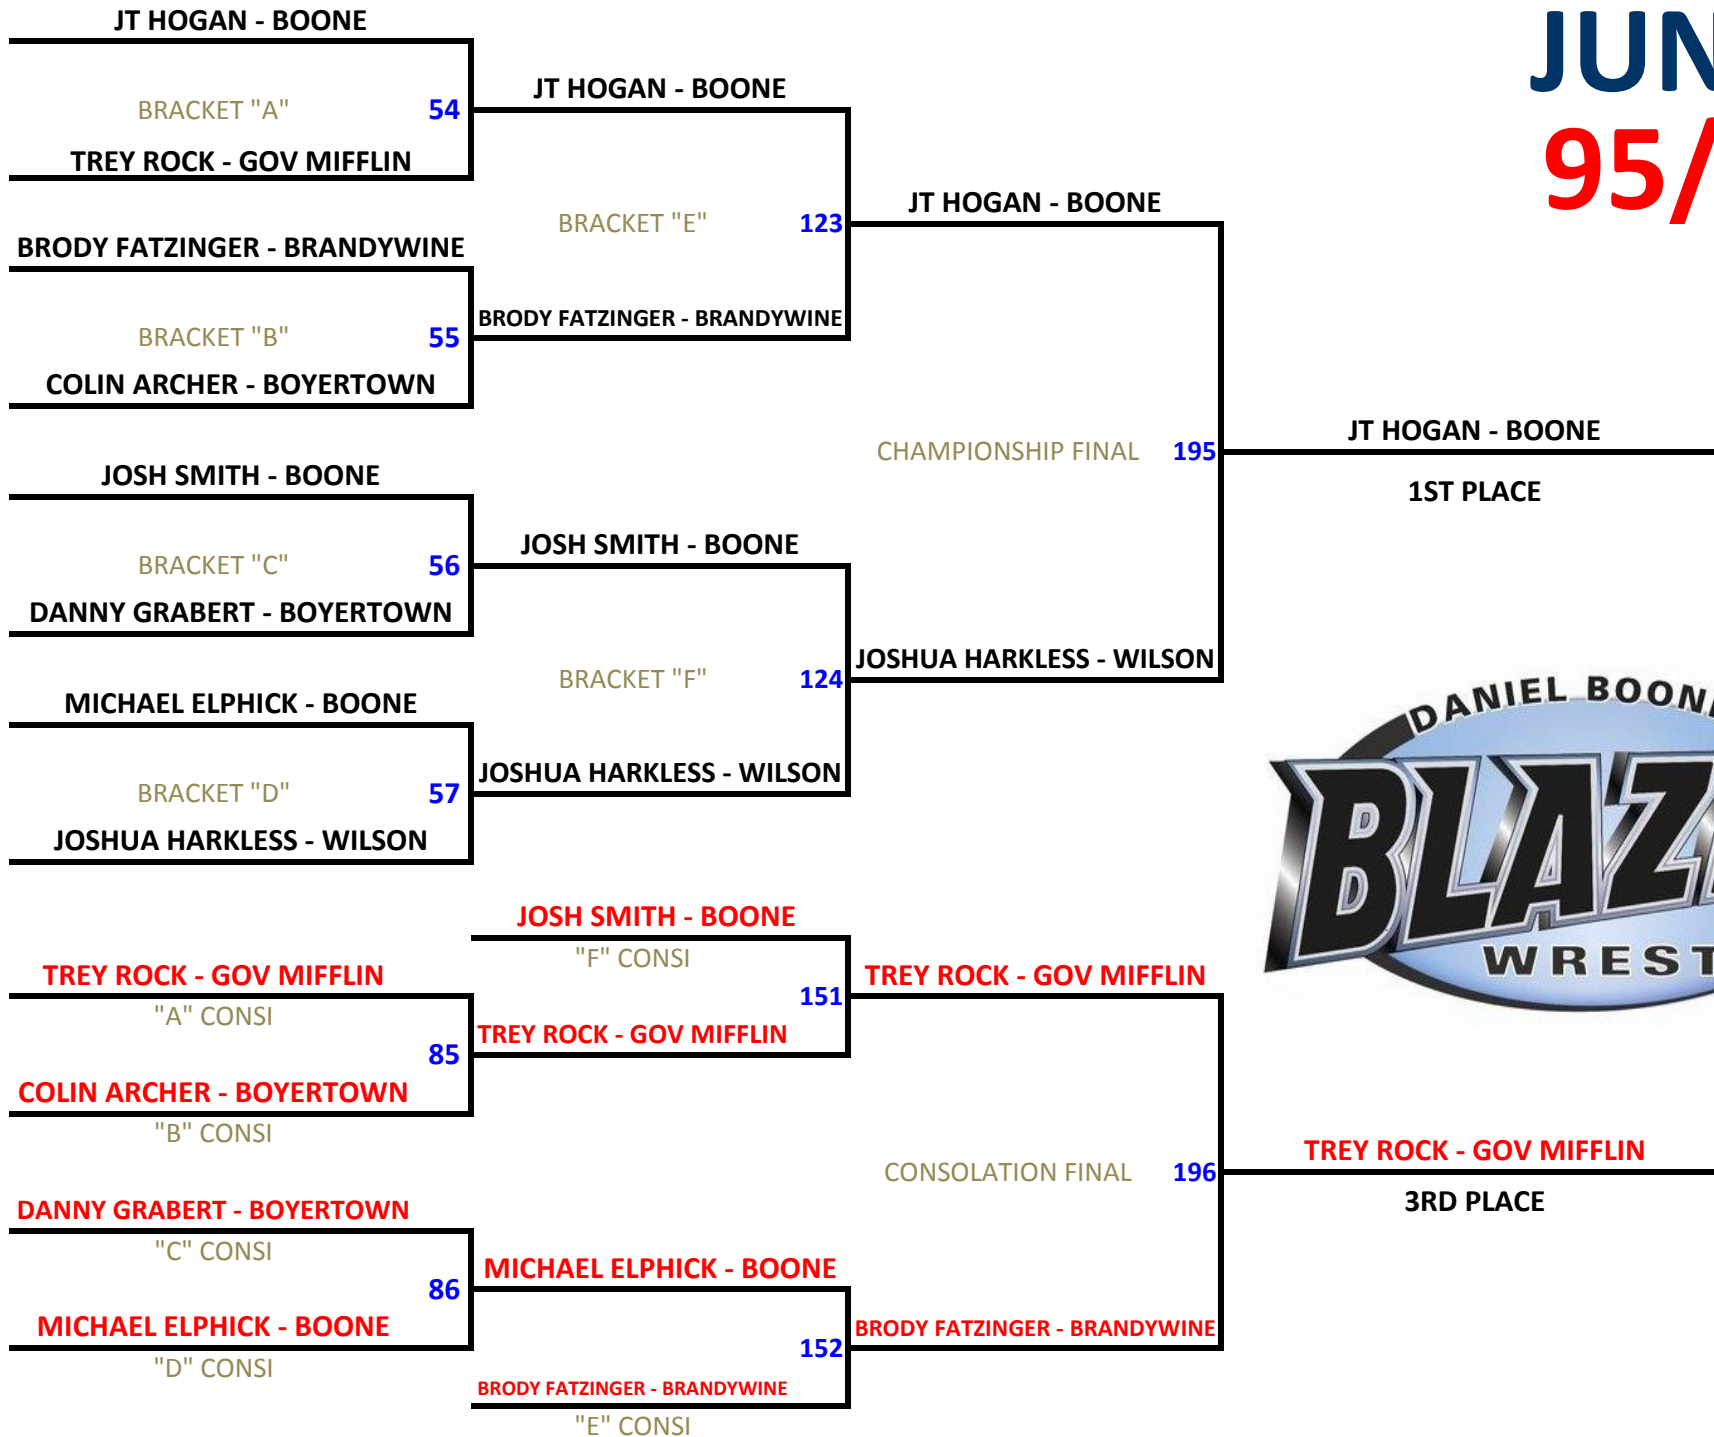 JT HOGAN - BOONE
BRACKET "A"
54
TREY ROCK - GOV MIFFLIN
BRODY FATZINGER - BRANDYWINE
BRACKET "B"
55
COLIN ARCHER - BOYERTOWN
JOSH SMITH - BOONE
BRACKET "C"
56
DANNY GRABERT - BOYERTOWN
MICHAEL ELPHICK - BOONE
BRACKET "D"
57
JOSHUA HARKLESS - WILSON
TREY ROCK - GOV MIFFLIN
"A" CONSI
85
COLIN ARCHER - BOYERTOWN
"B" CONSI
DANNY GRABERT - BOYERTOWN
"C" CONSI
86
MICHAEL ELPHICK - BOONE
"D" CONSI
JT HOGAN - BOONE
BRACKET "E"
123
BRODY FATZINGER - BRANDYWINE
JOSH SMITH - BOONE
BRACKET "F"
124
JOSHUA HARKLESS - WILSON
JOSH SMITH - BOONE
"F" CONSI
151
TREY ROCK - GOV MIFFLIN
MICHAEL ELPHICK - BOONE
152
BRODY FATZINGER - BRANDYWINE
"E" CONSI
JT HOGAN - BOONE
CHAMPIONSHIP FINAL
195
JOSHUA HARKLESS - WILSON
TREY ROCK - GOV MIFFLIN
CONSOLATION FINAL
196
BRODY FATZINGER - BRANDYWINE
JUN
95/
JT HOGAN - BOONE
1ST PLACE
DANIEL BOON
BLAZ
WREST
TREY ROCK - GOV MIFFLIN
3RD PLACE